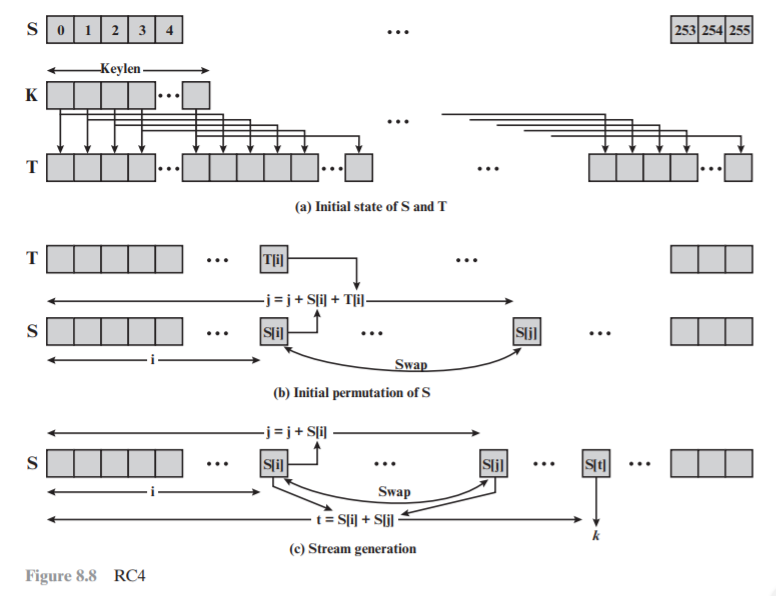 S 0 1 2 3 4 ... 253 254 255
Keylen
K ... ...
T ... ... ... ...
(a) Initial state of S and T
T ... T[i] ...
j = j + S[i] + T[i]
S ... S[i] ... S[j] ...
i
Swap
(b) Initial permutation of S
j = j + S[i]
S ... S[i] ... S[j] ... S[t] ...
i Swap
t = S[i] + S[j]
k
(c) Stream generation
Figure 8.8 RC4